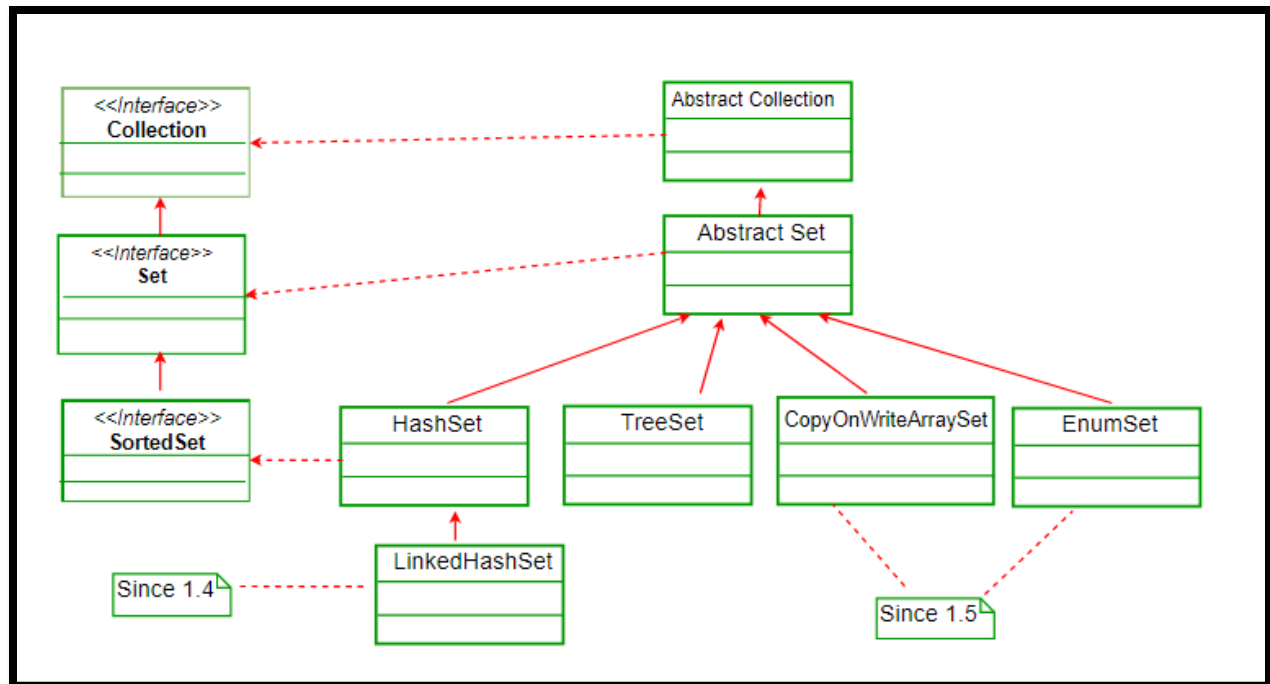 <<Interface>>
Collection
Abstract Collection
<<Interface>>
Set
Abstract Set
<<Interface>>
SortedSet
HashSet
TreeSet
CopyOnWriteArraySet
EnumSet
LinkedHashSet
Since 1.4
Since 1.5